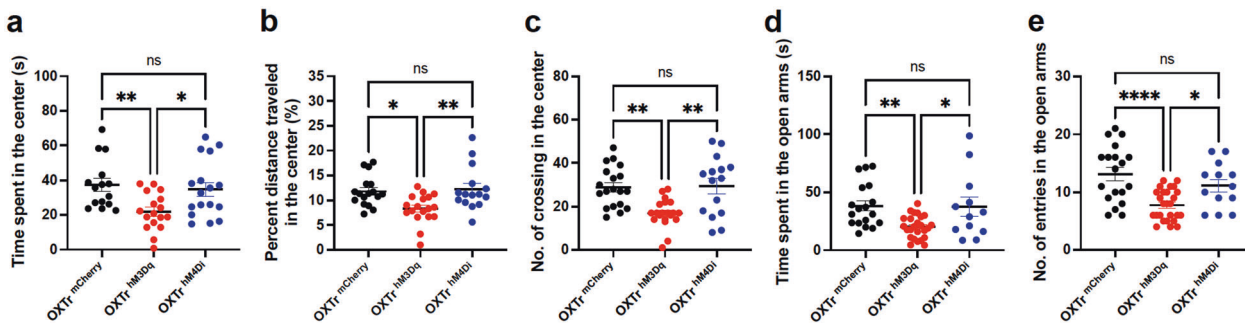 a
Time spent in the center (s)
100
80
60
40
20
0
ns
**
*
OXTr mCherry
OXTr hM3Dq
OXTr hM4Di
b
Percent distance traveled
in the center (%)
35
30
25
20
15
10
5
0
ns
*
**
OXTr mCherry
OXTr hM3Dq
OXTr hM4Di
c
No. of crossing in the center
80
60
40
20
0
ns
**
**
OXTr mCherry
OXTr hM3Dq
OXTr hM4Di
d
Time spent in the open arms (s)
150
100
50
0
ns
**
*
OXTr mCherry
OXTr hM3Dq
OXTr hM4Di
e
No. of entries in the open arms
30
20
10
0
ns
****
*
OXTr mCherry
OXTr hM3Dq
OXTr hM4Di